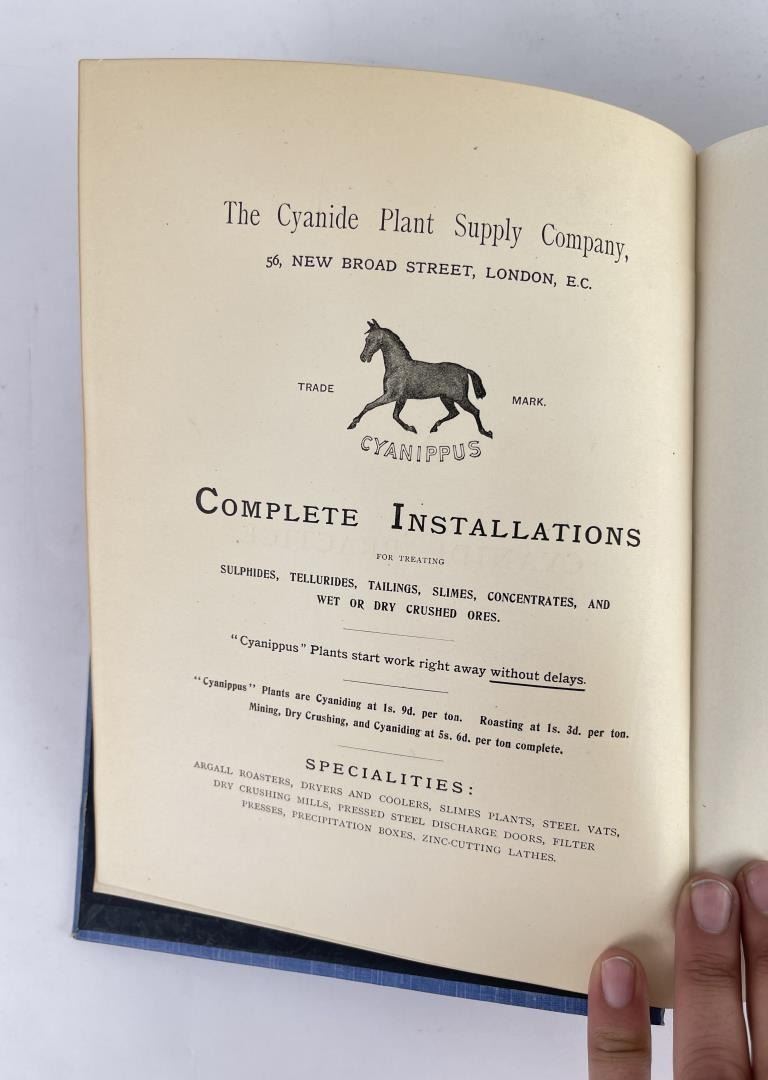 The Cyanide Plant Supply Company,
56, NEW BROAD STREET, LONDON, E.C.
TRADE MARK.
CYANIPPUS
COMPLETE INSTALLATIONS
FOR TREATING
SULPHIDES, TELLURIDES, TAILINGS, SLIMES, CONCENTRATES, AND
WET OR DRY CRUSHED ORES.
"Cyanippus" Plants start work right away without delays.
"Cyanippus" Plants are Cyaniding at 1s. 9d. per ton. Roasting at 1s. 3d. per ton.
Mining, Dry Crushing, and Cyaniding at 5s. 6d. per ton complete.
SPECIALITIES:
ARGALL ROASTERS, DRYERS AND COOLERS, SLIMES PLANTS, STEEL VATS,
DRY CRUSHING MILLS, PRESSED STEEL DISCHARGE DOORS, FILTER
PRESSES, PRECIPITATION BOXES, ZINC-CUTTING LATHES.